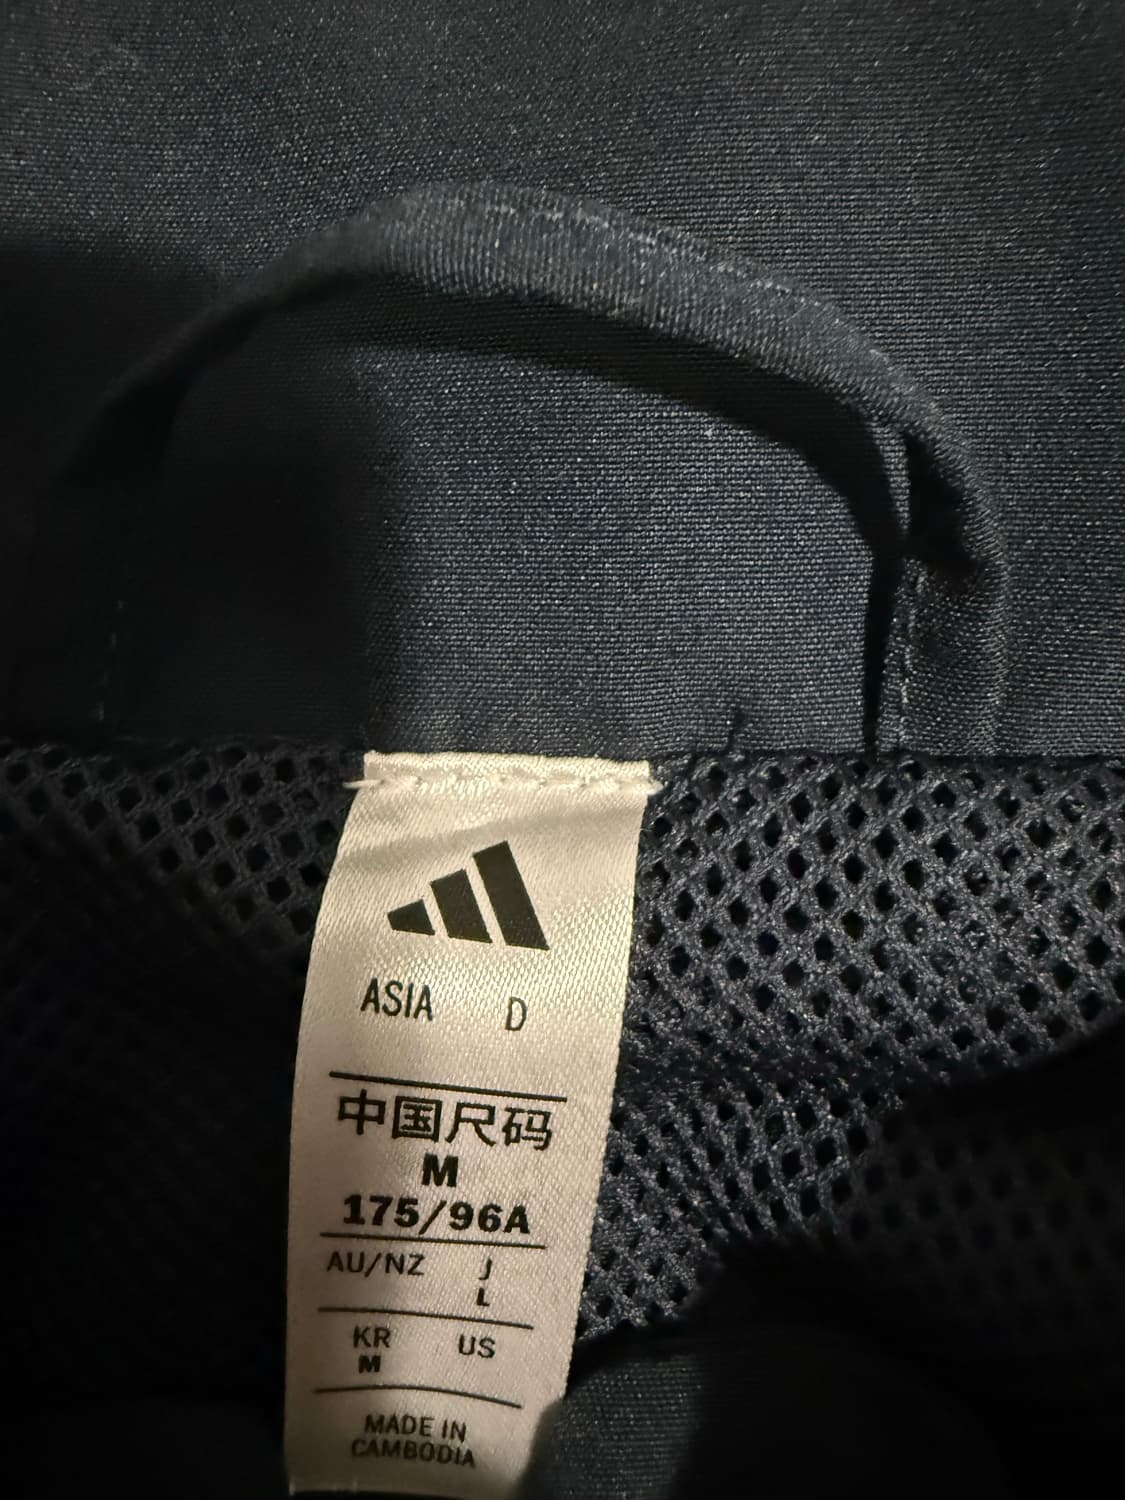 ASIA D
中国尺码
M
175/96A
AU/NZ J
L
KR US
M
MADE IN
CAMBODIA